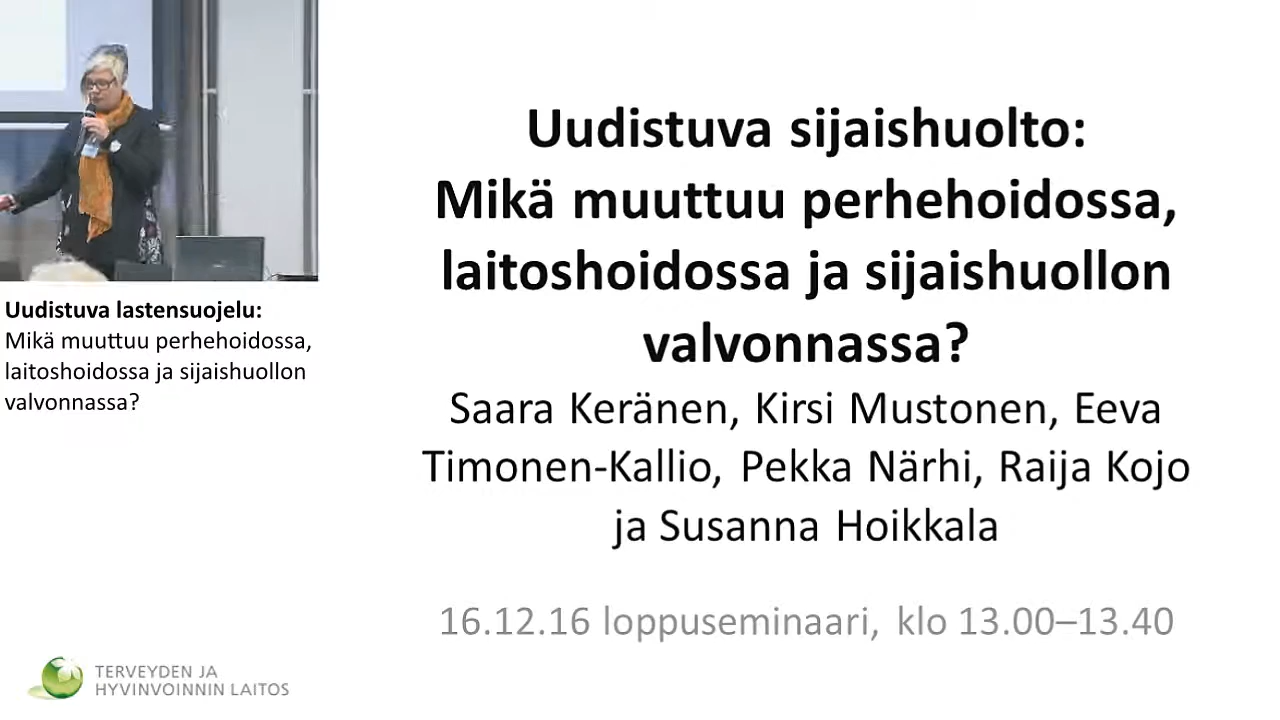 Uudistuva sijaishuolto:
Mikä muuttuu perhehoidossa,
laitoshoidossa ja sijaishuollon
valvonnassa?
Saara Keränen, Kirsi Mustonen, Eeva
Timonen-Kallio, Pekka Närhi, Raija Kojo
ja Susanna Hoikkala
16.12.16 loppuseminaari, klo 13.00–13.40
Uudistuva lastensuojelu:
Mikä muuttuu perhehoidossa,
laitoshoidossa ja sijaishuollon
valvonnassa?
TERVEYDEN JA
HYVINVOINNIN LAITOS